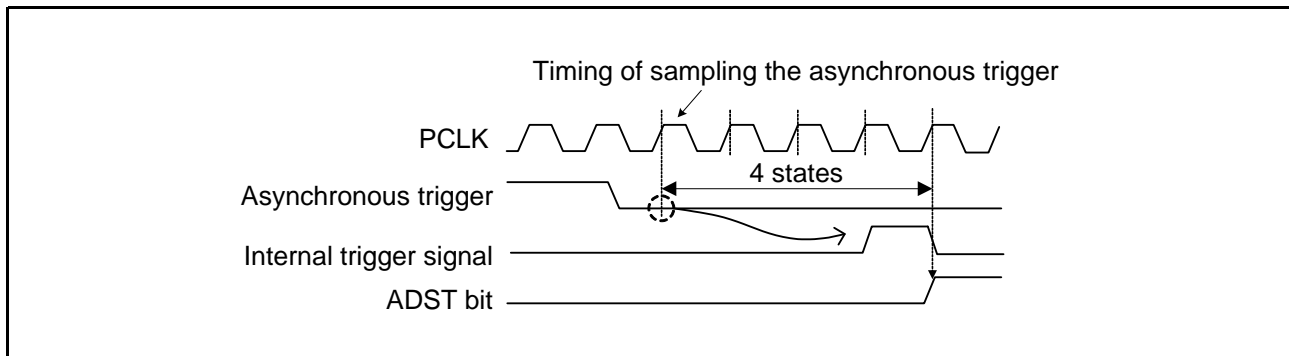 Timing of sampling the asynchronous trigger
PCLK
4 states
Asynchronous trigger
Internal trigger signal
ADST bit